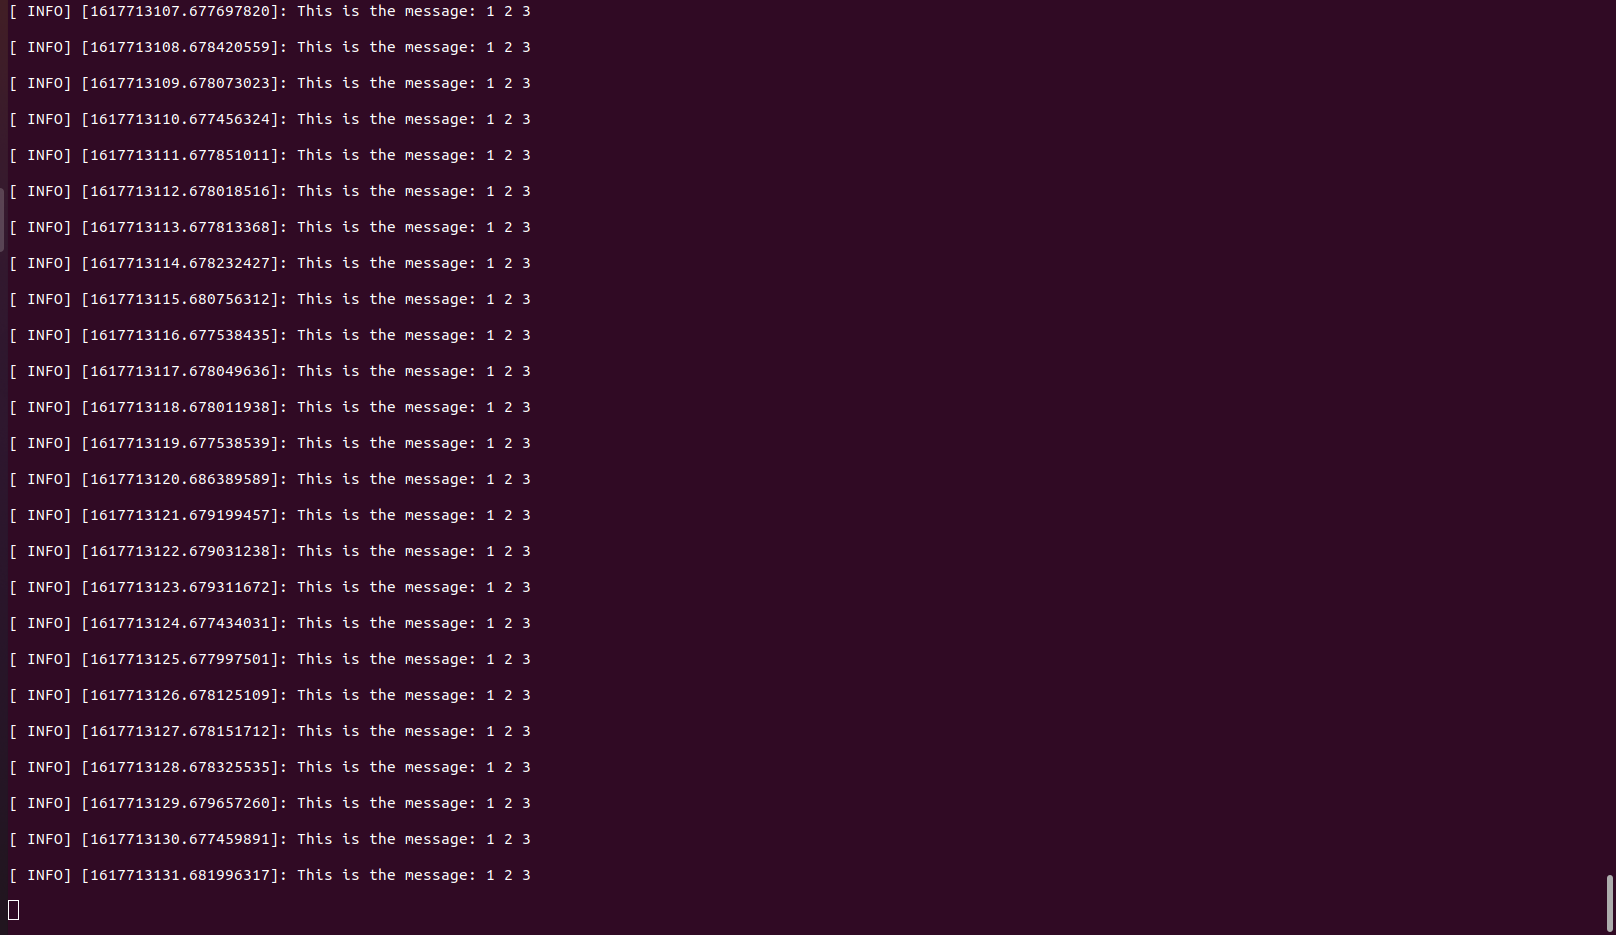 [ INFO] [1617713107.677697820]: This is the message: 1 2 3
[ INFO] [1617713108.678420559]: This is the message: 1 2 3
[ INFO] [1617713109.678073023]: This is the message: 1 2 3
[ INFO] [1617713110.677456324]: This is the message: 1 2 3
[ INFO] [1617713111.677851011]: This is the message: 1 2 3
[ INFO] [1617713112.678018516]: This is the message: 1 2 3
[ INFO] [1617713113.677813368]: This is the message: 1 2 3
[ INFO] [1617713114.678232427]: This is the message: 1 2 3
[ INFO] [1617713115.680756312]: This is the message: 1 2 3
[ INFO] [1617713116.677538435]: This is the message: 1 2 3
[ INFO] [1617713117.678049636]: This is the message: 1 2 3
[ INFO] [1617713118.678011938]: This is the message: 1 2 3
[ INFO] [1617713119.677538539]: This is the message: 1 2 3
[ INFO] [1617713120.686389589]: This is the message: 1 2 3
[ INFO] [1617713121.679199457]: This is the message: 1 2 3
[ INFO] [1617713122.679031238]: This is the message: 1 2 3
[ INFO] [1617713123.679311672]: This is the message: 1 2 3
[ INFO] [1617713124.677434031]: This is the message: 1 2 3
[ INFO] [1617713125.677997501]: This is the message: 1 2 3
[ INFO] [1617713126.678125109]: This is the message: 1 2 3
[ INFO] [1617713127.678151712]: This is the message: 1 2 3
[ INFO] [1617713128.678325535]: This is the message: 1 2 3
[ INFO] [1617713129.679657260]: This is the message: 1 2 3
[ INFO] [1617713130.677459891]: This is the message: 1 2 3
[ INFO] [1617713131.681996317]: This is the message: 1 2 3